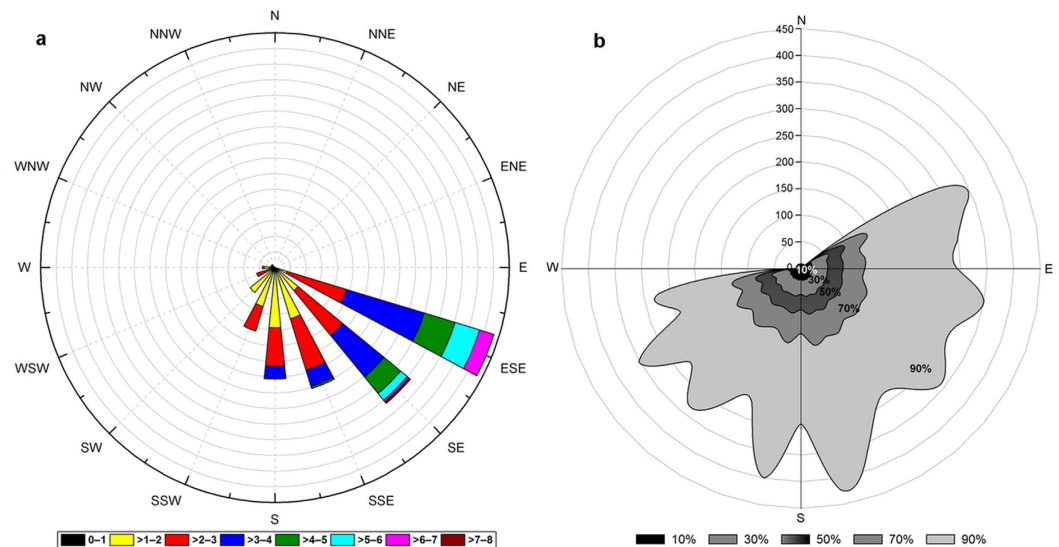 a
N
NNE
NE
ENE
E
ESE
SE
SSE
S
SSW
SW
WSW
W
WNW
NW
NNW
0–1 >1–2 >2–3 >3–4 >4–5 >5–6 >6–7 >7–8
b
N
450
400
350
300
250
200
150
100
50
0
W
E
S
10%
30%
50%
70%
90%
10% 30% 50% 70% 90%